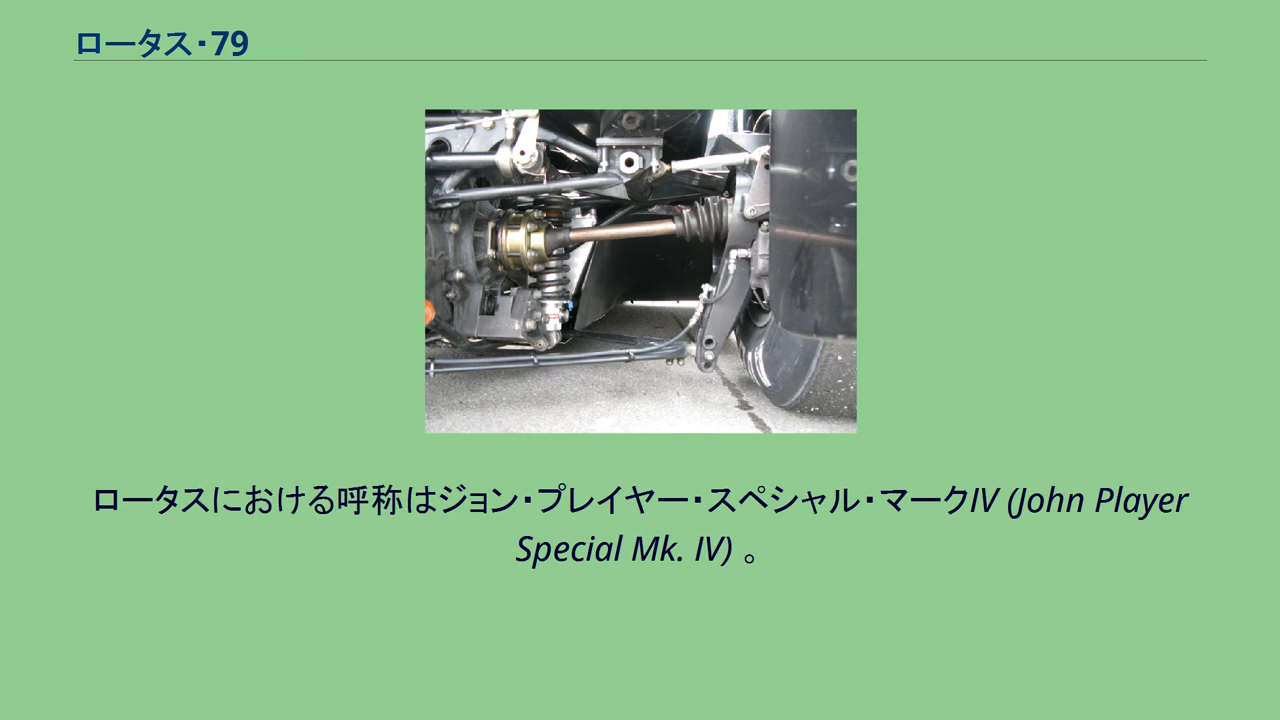 ロータス・79
ロータスにおける呼称はジョン・プレイヤー・スペシャル・マークIV (John Player
Special Mk. IV) 。